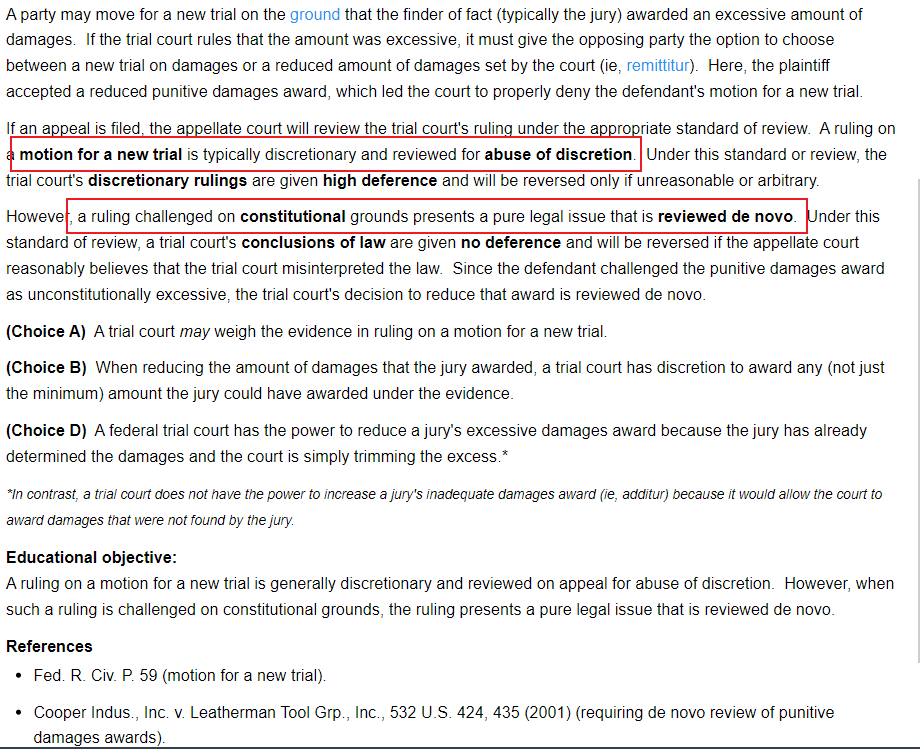 A party may move for a new trial on the ground that the finder of fact (typically the jury) awarded an excessive amount of
damages.  If the trial court rules that the amount was excessive, it must give the opposing party the option to choose
between a new trial on damages or a reduced amount of damages set by the court (ie, remittitur).  Here, the plaintiff
accepted a reduced punitive damages award, which led the court to properly deny the defendant's motion for a new trial.
If an appeal is filed, the appellate court will review the trial court's ruling under the appropriate standard of review.  A ruling on
a motion for a new trial is typically discretionary and reviewed for abuse of discretion.  Under this standard or review, the
trial court's discretionary rulings are given high deference and will be reversed only if unreasonable or arbitrary.
However, a ruling challenged on constitutional grounds presents a pure legal issue that is reviewed de novo.  Under this
standard of review, a trial court's conclusions of law are given no deference and will be reversed if the appellate court
reasonably believes that the trial court misinterpreted the law.  Since the defendant challenged the punitive damages award
as unconstitutionally excessive, the trial court's decision to reduce that award is reviewed de novo.
(Choice A)  A trial court may weigh the evidence in ruling on a motion for a new trial.
(Choice B)  When reducing the amount of damages that the jury awarded, a trial court has discretion to award any (not just
the minimum) amount the jury could have awarded under the evidence.
(Choice D)  A federal trial court has the power to reduce a jury's excessive damages award because the jury has already
determined the damages and the court is simply trimming the excess.*
*In contrast, a trial court does not have the power to increase a jury's inadequate damages award (ie, additur) because it would allow the court to
award damages that were not found by the jury.
Educational objective:
A ruling on a motion for a new trial is generally discretionary and reviewed on appeal for abuse of discretion.  However, when
such a ruling is challenged on constitutional grounds, the ruling presents a pure legal issue that is reviewed de novo.
References
• Fed. R. Civ. P. 59 (motion for a new trial).
• Cooper Indus., Inc. v. Leatherman Tool Grp., Inc., 532 U.S. 424, 435 (2001) (requiring de novo review of punitive
damages awards).